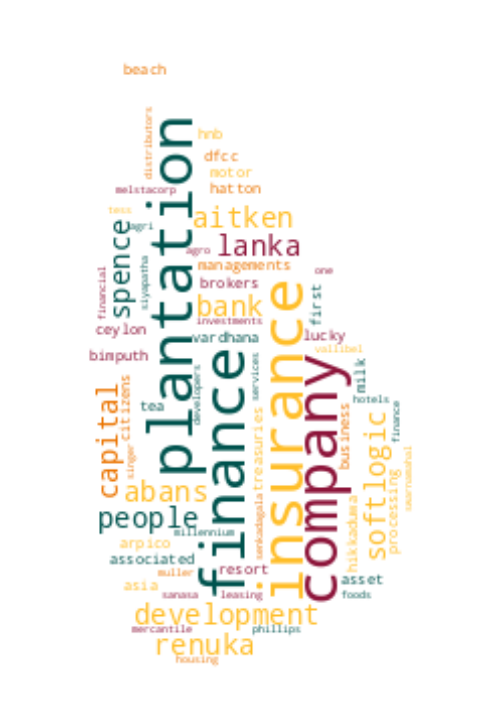 beach
distributors
plantation
hnb
dfcc
motor
melstacorp
hatton
tess
aitken
agri
spence
lanka
agro
managements
siyapatha
financial
one
brokers
insurance
first
bank
investments
ceylon
vardhana
lucky
vallibel
bimputh
finance
company
services
milk
developers
capital
citizens
hotels
tea
treasuries
business
finance
softlogic
singer
processing
swarnamahal
abans
people
senkadagala
hikkaduwa
millennium
arpico
associated
resort
muller
asset
asia
sanasa
leasing
foods
development
mercantile
phillips
renuka
housing